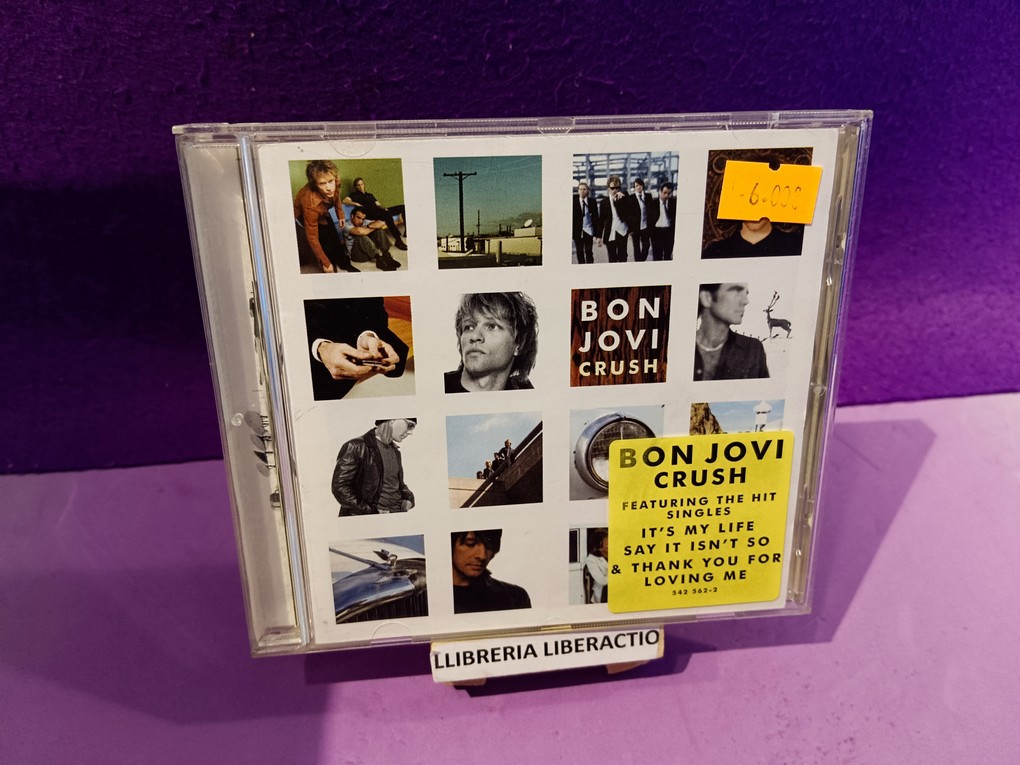 BON
JOVI
CRUSH
BON JOVI
CRUSH
FEATURING THE HIT
SINGLES
IT'S MY LIFE
SAY IT ISN'T SO
& THANK YOU FOR
LOVING ME
542 562-2
LLIBRERIA LIBERACTIO